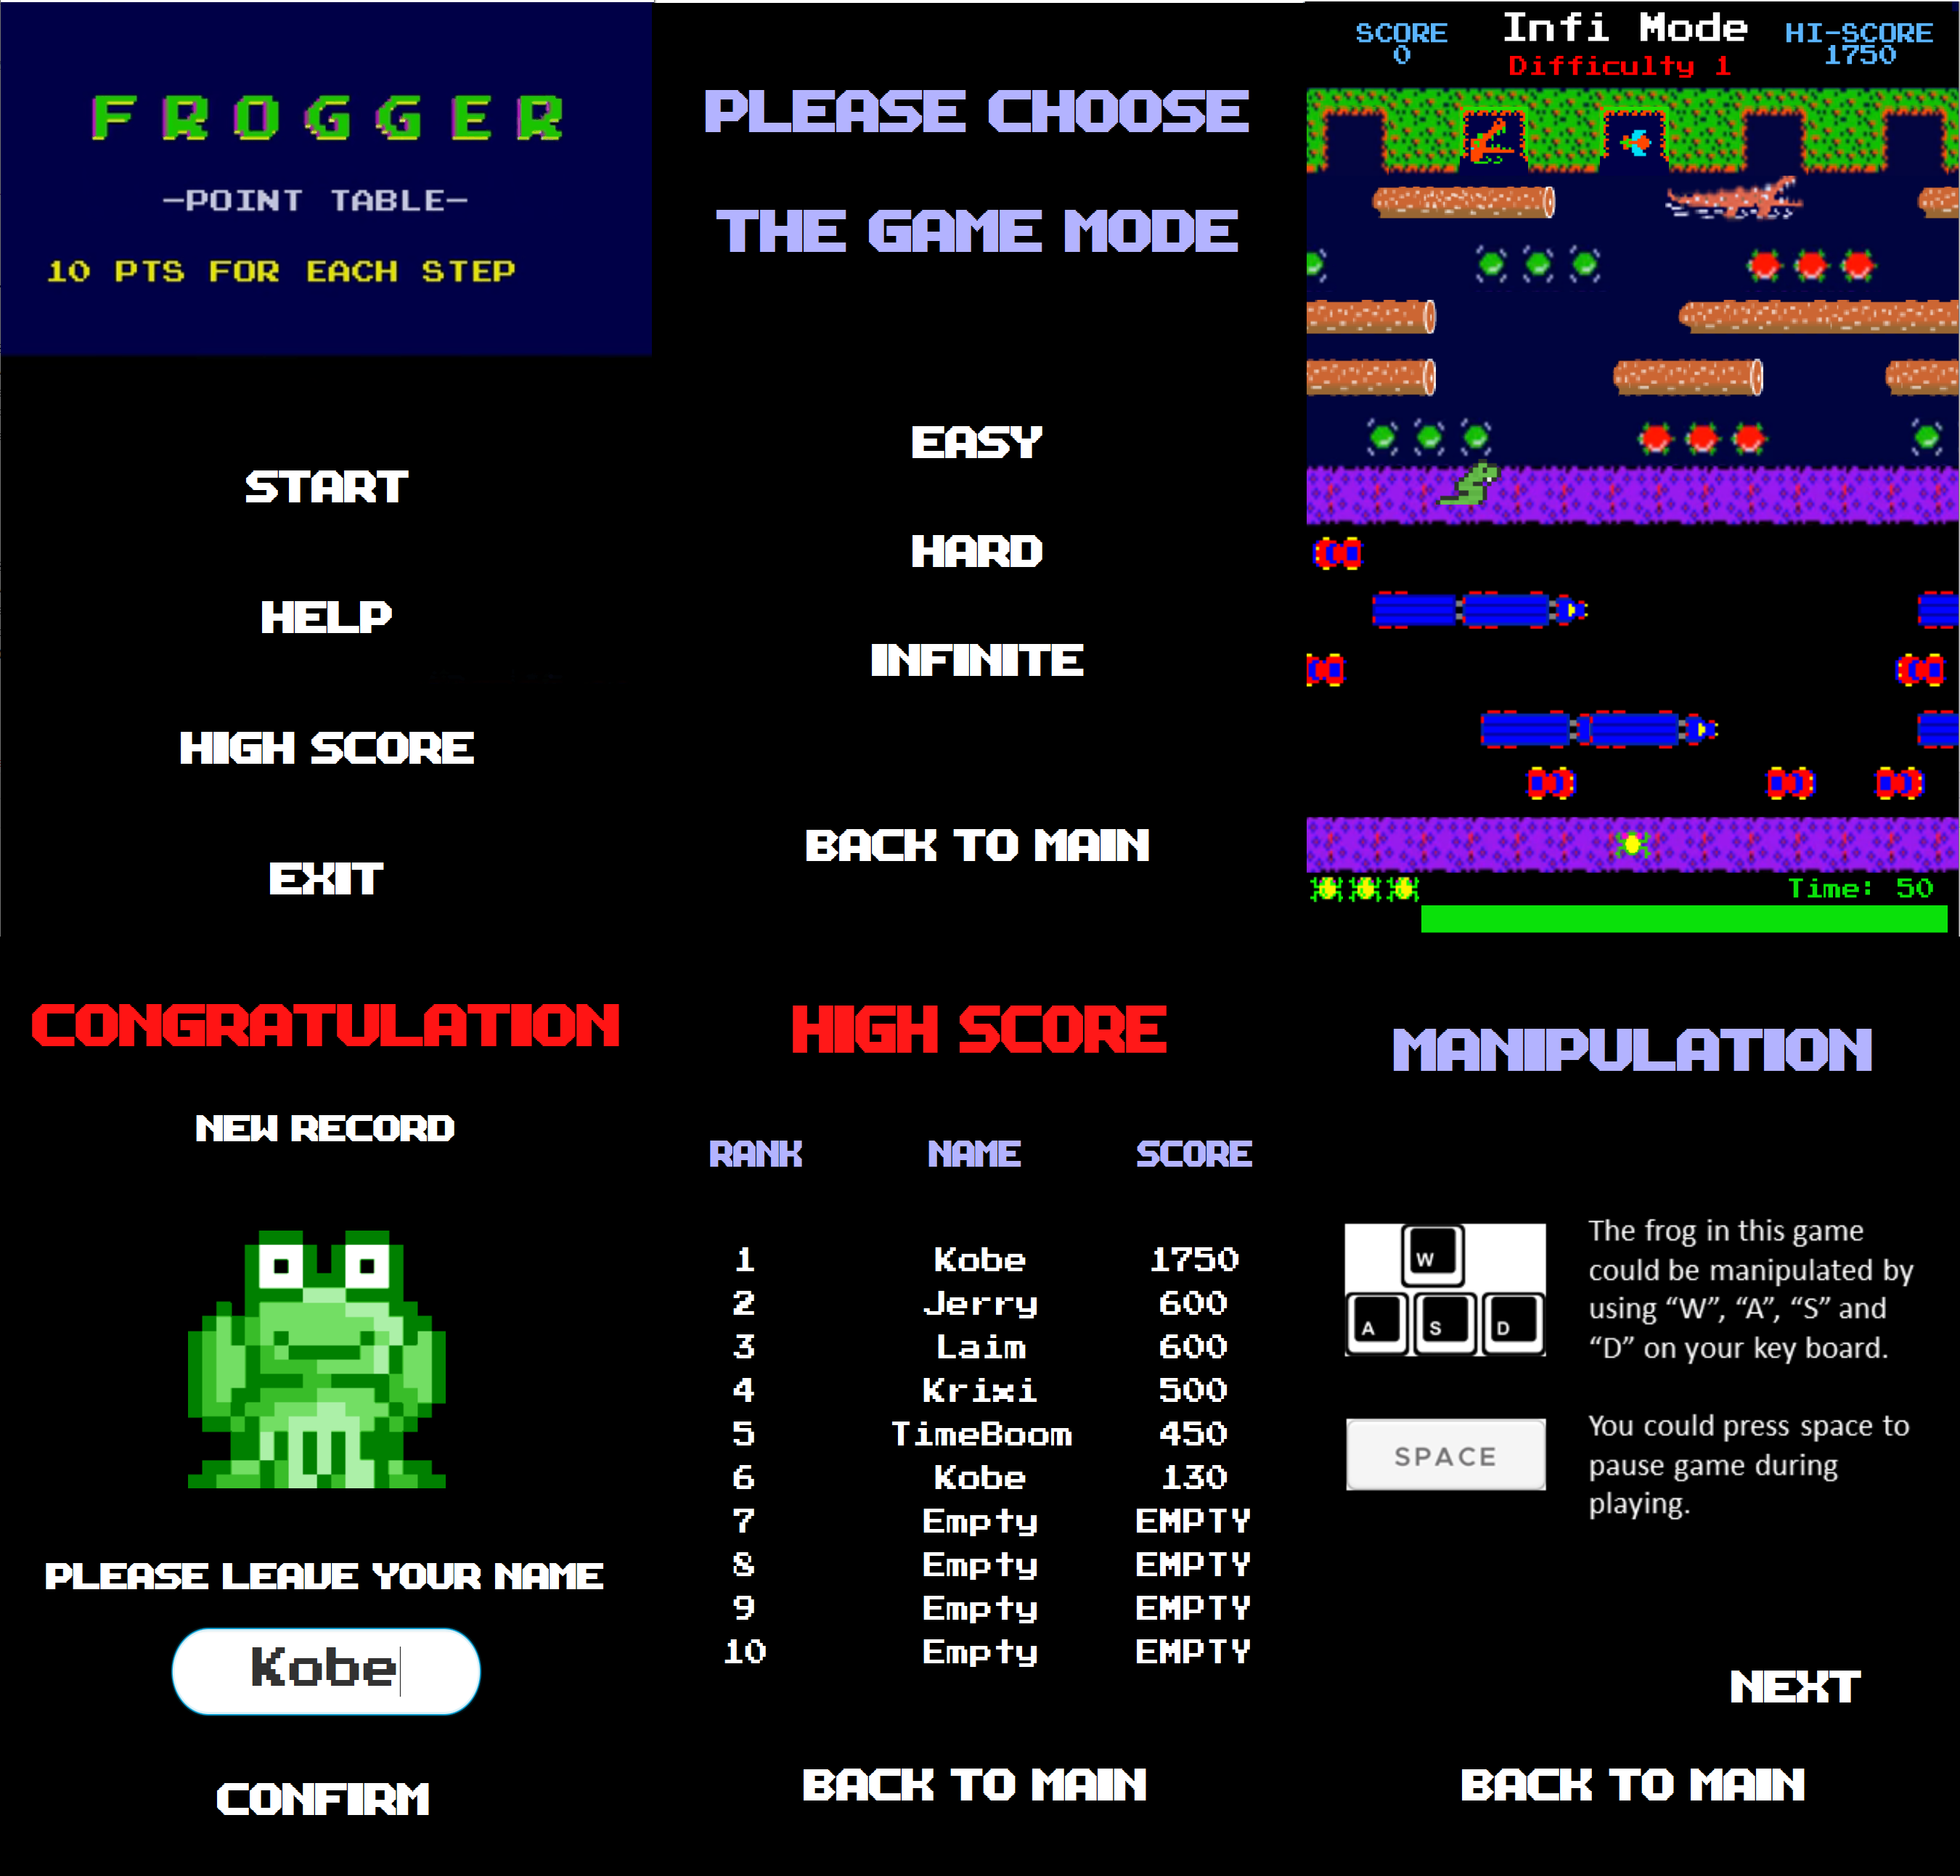 FROGGER
-POINT TABLE-
10 PTS FOR EACH STEP
START
HELP
HIGH SCORE
EXIT
PLEASE CHOOSE
THE GAME MODE
EASY
HARD
INFINITE
BACK TO MAIN
SCORE
0
Infi Mode
Difficulty 1
HI-SCORE
1750
Time: 50
CONGRATULATION
NEW RECORD
PLEASE LEAVE YOUR NAME
Kobe
CONFIRM
HIGH SCORE
RANK NAME SCORE
1 Kobe 1750
2 Jerry 600
3 Laim 600
4 Krixi 500
5 TimeBoom 450
6 Kobe 130
7 Empty EMPTY
8 Empty EMPTY
9 Empty EMPTY
10 Empty EMPTY
BACK TO MAIN
MANIPULATION
W
A S D
The frog in this game
could be manipulated by
using “W”, “A”, “S” and
“D” on your key board.
SPACE
You could press space to
pause game during
playing.
NEXT
BACK TO MAIN